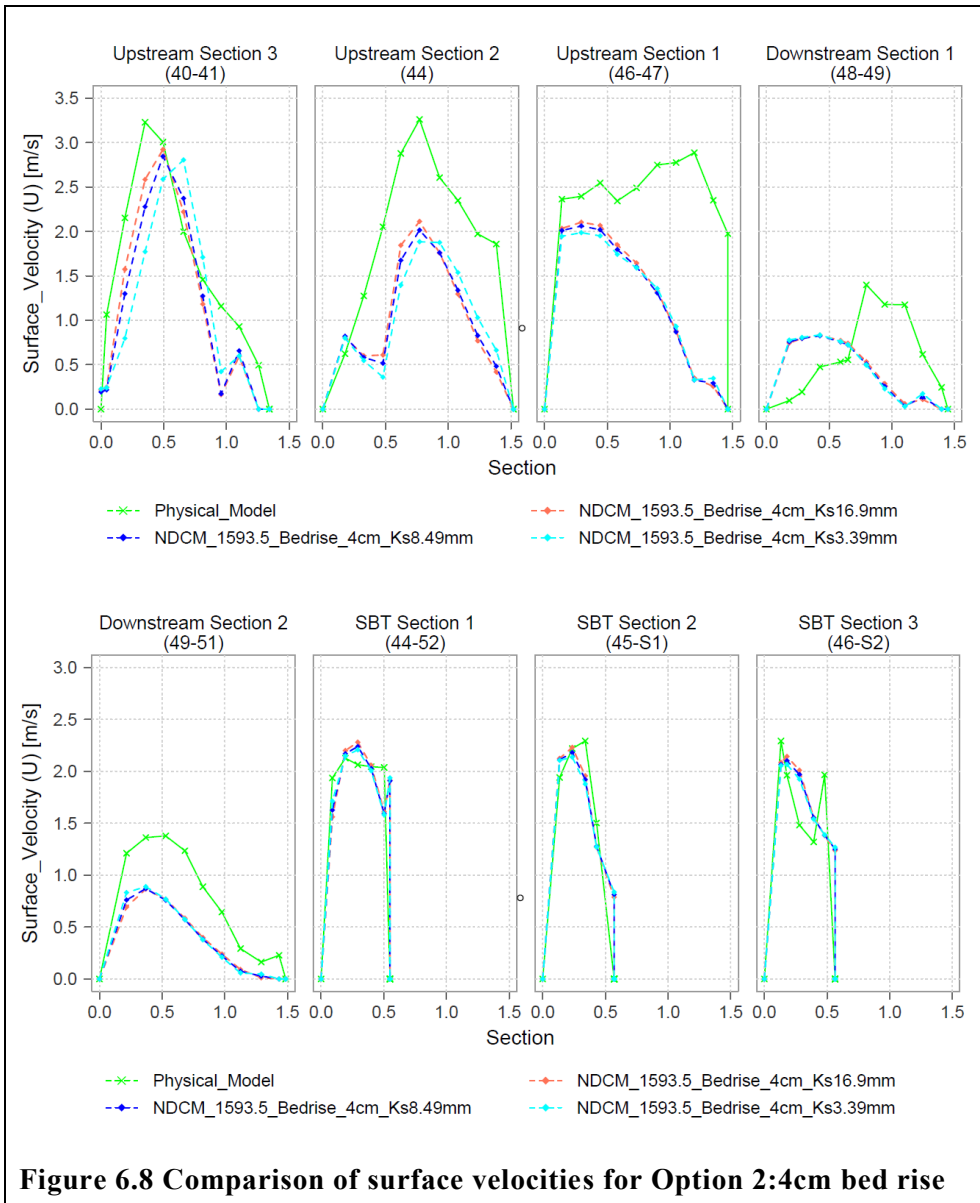 Upstream Section 3 Upstream Section 2 Upstream Section 1 Downstream Section 1
(40-41) (44) (46-47) (48-49)
3.5
3.0
2.5
2.0
1.5
1.0
0.5
0.0
Surface_Velocity (U) [m/s]
0.0 0.5 1.0 1.5 0.0 0.5 1.0 1.5 0.0 0.5 1.0 1.5 0.0 0.5 1.0 1.5
Section
Physical_Model NDCM_1593.5_Bedrise_4cm_Ks16.9mm
NDCM_1593.5_Bedrise_4cm_Ks8.49mm NDCM_1593.5_Bedrise_4cm_Ks3.39mm
Downstream Section 2 SBT Section 1 SBT Section 2 SBT Section 3
(49-51) (44-52) (45-S1) (46-S2)
3.0
2.5
2.0
1.5
1.0
0.5
0.0
Surface_Velocity (U) [m/s]
0.0 0.5 1.0 1.5 0.0 0.5 1.0 1.5 0.0 0.5 1.0 1.5 0.0 0.5 1.0 1.5
Section
Physical_Model NDCM_1593.5_Bedrise_4cm_Ks16.9mm
NDCM_1593.5_Bedrise_4cm_Ks8.49mm NDCM_1593.5_Bedrise_4cm_Ks3.39mm
Figure 6.8 Comparison of surface velocities for Option 2:4cm bed rise